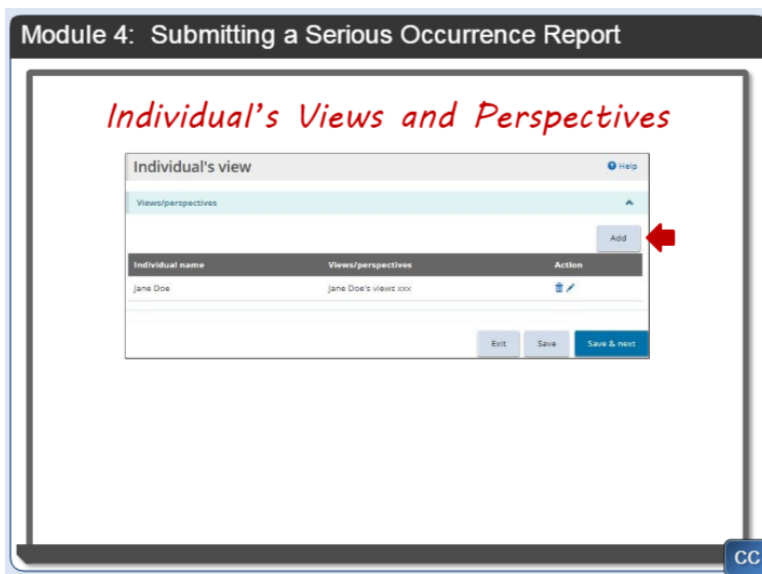 Module 4: Submitting a Serious Occurrence Report
Individual's Views and Perspectives
Individual's view
Help
Views/perspectives
Add
Individual name Views/perspectives Action
Jane Doe Jane Doe's views xxx
Exit Save Save & next
CC